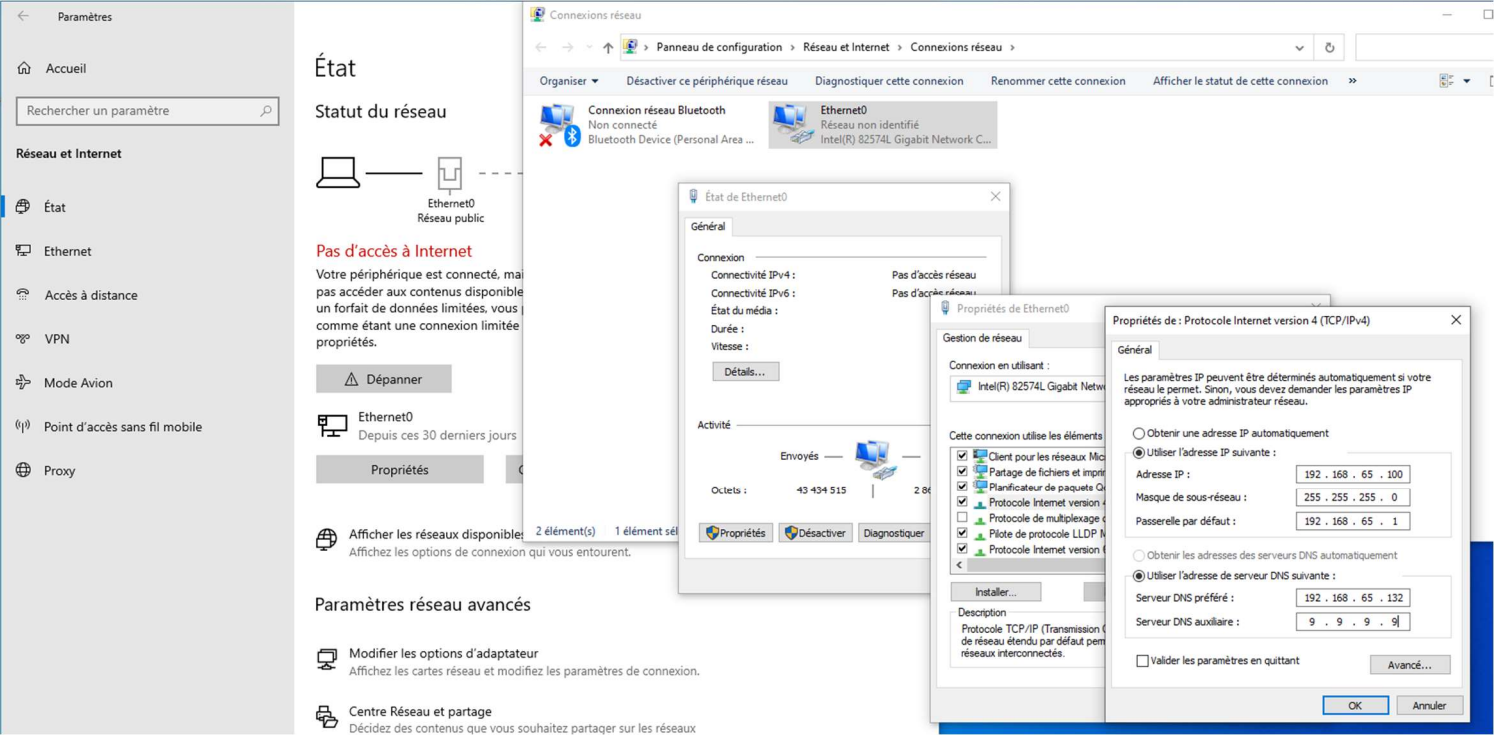 Paramètres
Accueil
Rechercher un paramètre
Réseau et Internet
État
Ethernet
Accès à distance
VPN
Mode Avion
Point d'accès sans fil mobile
Proxy
État
Statut du réseau
Ethernet0
Réseau public
Pas d'accès à Internet
Votre périphérique est connecté, mai
pas accéder aux contenus disponible
un forfait de données limitées, vous
comme étant une connexion limitée
propriétés.
Dépanner
Ethernet0
Depuis ces 30 derniers jours
Propriétés
Afficher les réseaux disponibles
Affichez les options de connexion qui vous entourent.
Paramètres réseau avancés
Modifier les options d'adaptateur
Affichez les cartes réseau et modifiez les paramètres de connexion.
Centre Réseau et partage
Décidez des contenus que vous souhaitez partager sur les réseaux
Connexions réseau
Panneau de configuration > Réseau et Internet > Connexions réseau >
Organiser Désactiver ce périphérique réseau Diagnostiquer cette connexion Renommer cette connexion Afficher le statut de cette connexion »
Connexion réseau Bluetooth
Non connecté
Bluetooth Device (Personal Area ...
Ethernet0
Réseau non identifié
Intel(R) 82574L Gigabit Network C...
2 élément(s) 1 élément sél
État de Ethernet0
Général
Connexion
Connectivité IPv4 : Pas d'accès réseau
Connectivité IPv6 : Pas d'accès réseau
État du média :
Durée :
Vitesse :
Détails...
Activité
Envoyés
Octets : 43 434 515 2 86
Propriétés Désactiver Diagnostiquer
Propriétés de Ethernet0
Gestion de réseau
Connexion en utilisant :
Intel(R) 82574L Gigabit Netw
Cette connexion utilise les éléments
Client pour les réseaux Mic
Partage de fichiers et imprim
Planificateur de paquets Qo
Protocole Internet version 4
Protocole de multiplexage d
Pilote de protocole LLDP M
Protocole Internet version 6
Installer...
Description
Protocole TCP/IP (Transmission C
de réseau étendu par défaut perm
réseaux interconnectés.
Propriétés de : Protocole Internet version 4 (TCP/IPv4)
Général
Les paramètres IP peuvent être déterminés automatiquement si votre
réseau le permet. Sinon, vous devez demander les paramètres IP
appropriés à votre administrateur réseau.
Obtenir une adresse IP automatiquement
Utiliser l'adresse IP suivante :
Adresse IP : 192 . 168 . 65 . 100
Masque de sous-réseau : 255 . 255 . 255 . 0
Passerelle par défaut : 192 . 168 . 65 . 1
Obtenir les adresses des serveurs DNS automatiquement
Utiliser l'adresse de serveur DNS suivante :
Serveur DNS préféré : 192 . 168 . 65 . 132
Serveur DNS auxiliaire : 9 . 9 . 9 . 9
Valider les paramètres en quittant
Avancé...
OK Annuler